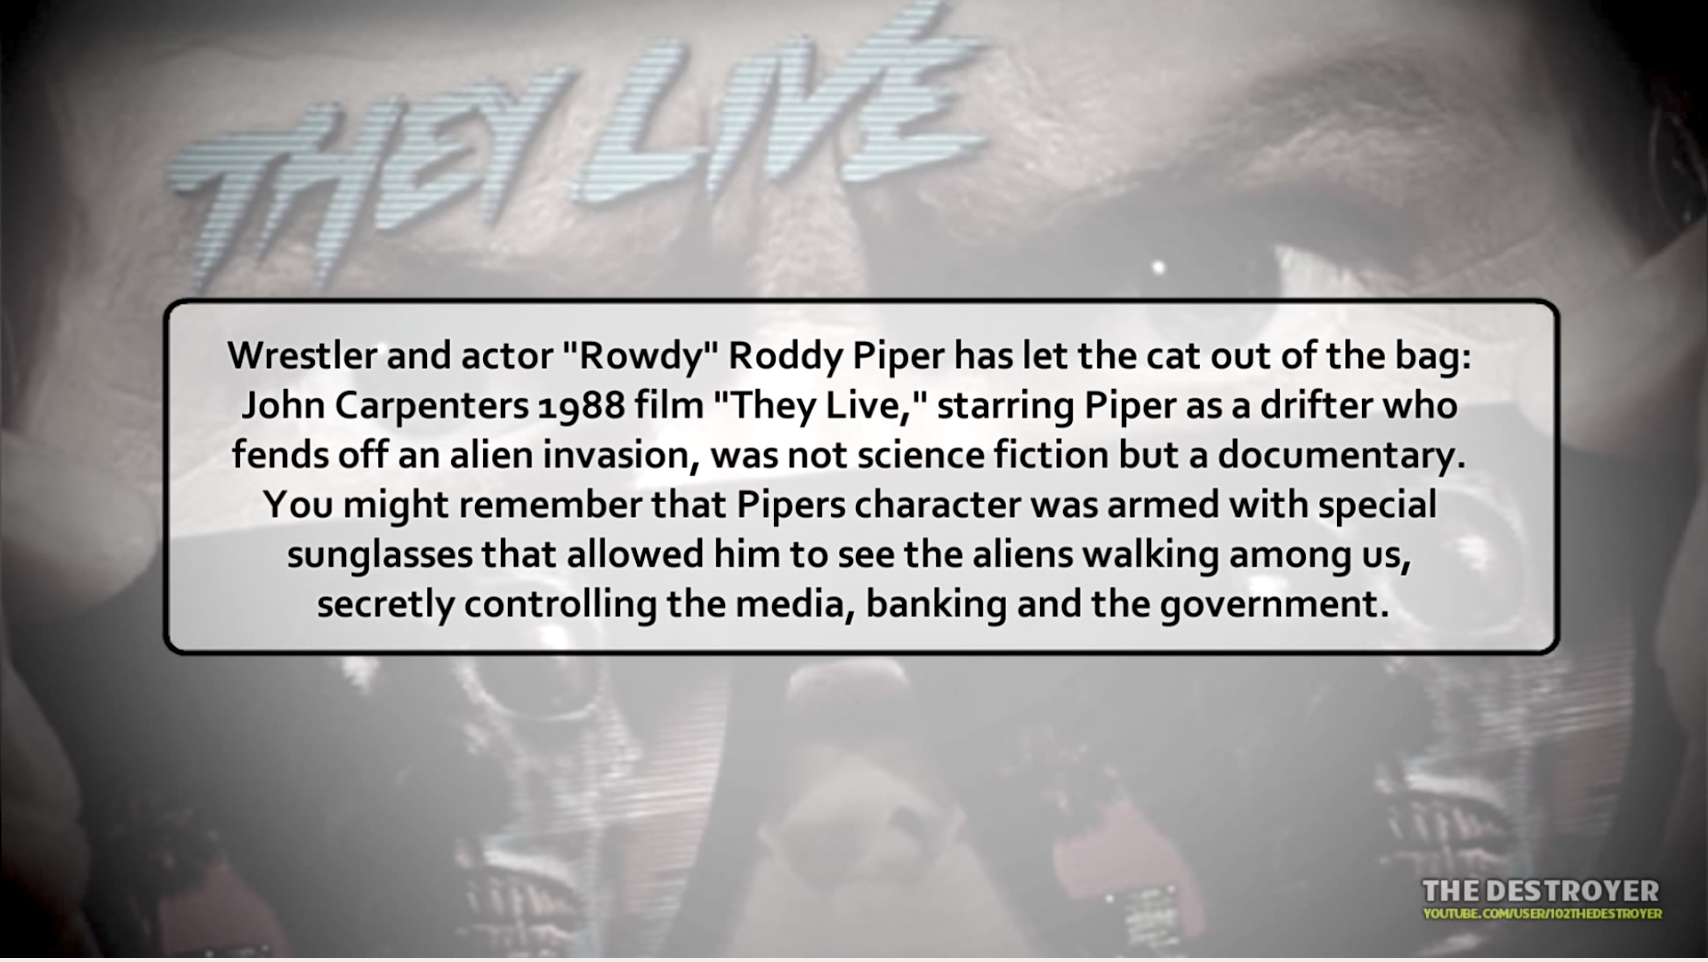 THEY LIVE
Wrestler and actor "Rowdy" Roddy Piper has let the cat out of the bag:
John Carpenters 1988 film "They Live," starring Piper as a drifter who
fends off an alien invasion, was not science fiction but a documentary.
You might remember that Pipers character was armed with special
sunglasses that allowed him to see the aliens walking among us,
secretly controlling the media, banking and the government.
THE DESTROYER
YOUTUBE.COM/USER/102THEDESTROYER